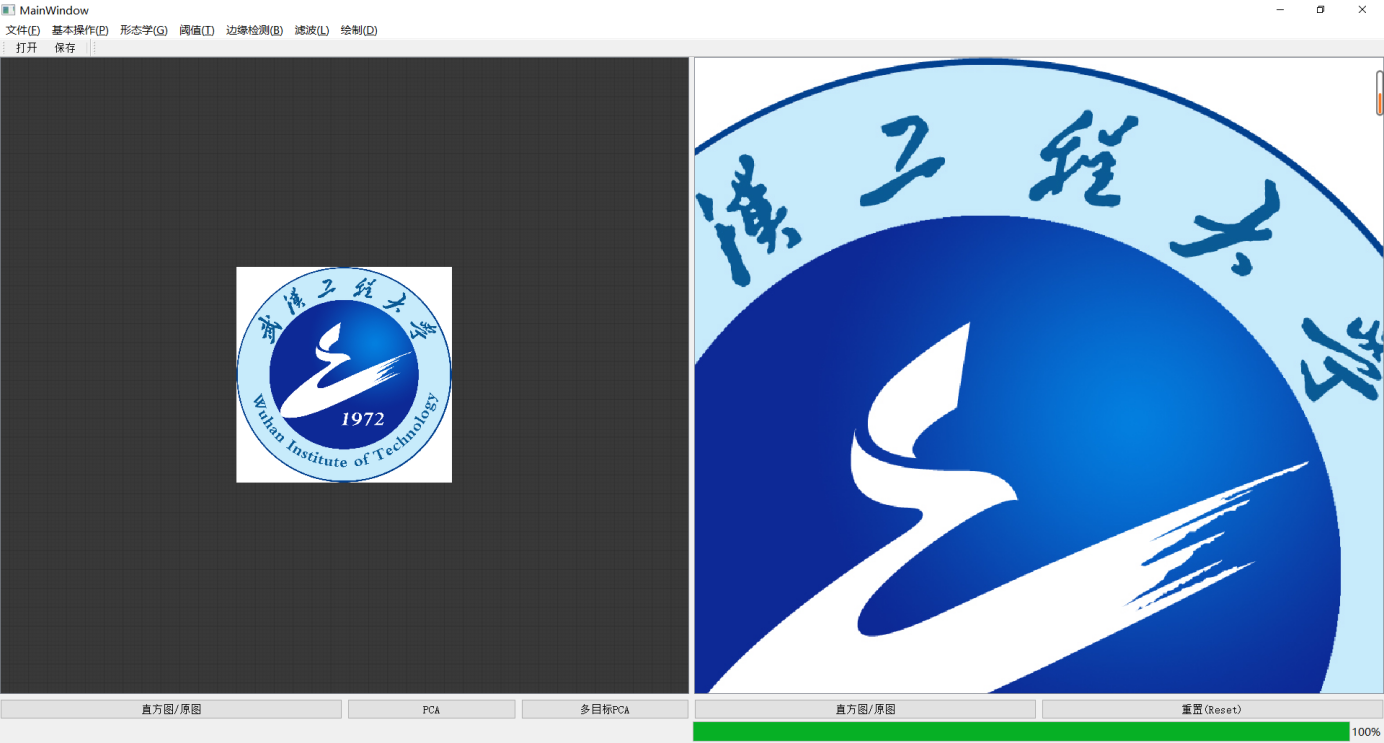 MainWindow
文件(F) 基本操作(P) 形态学(G) 阈值(T) 边缘检测(B) 滤波(L) 绘制(D)
打开 保存
武漢工程大学
1972
Wuhan Institute of Technology
漢工程大学
直方图/原图 PCA 多目标PCA 直方图/原图 重置(Reset)
100%